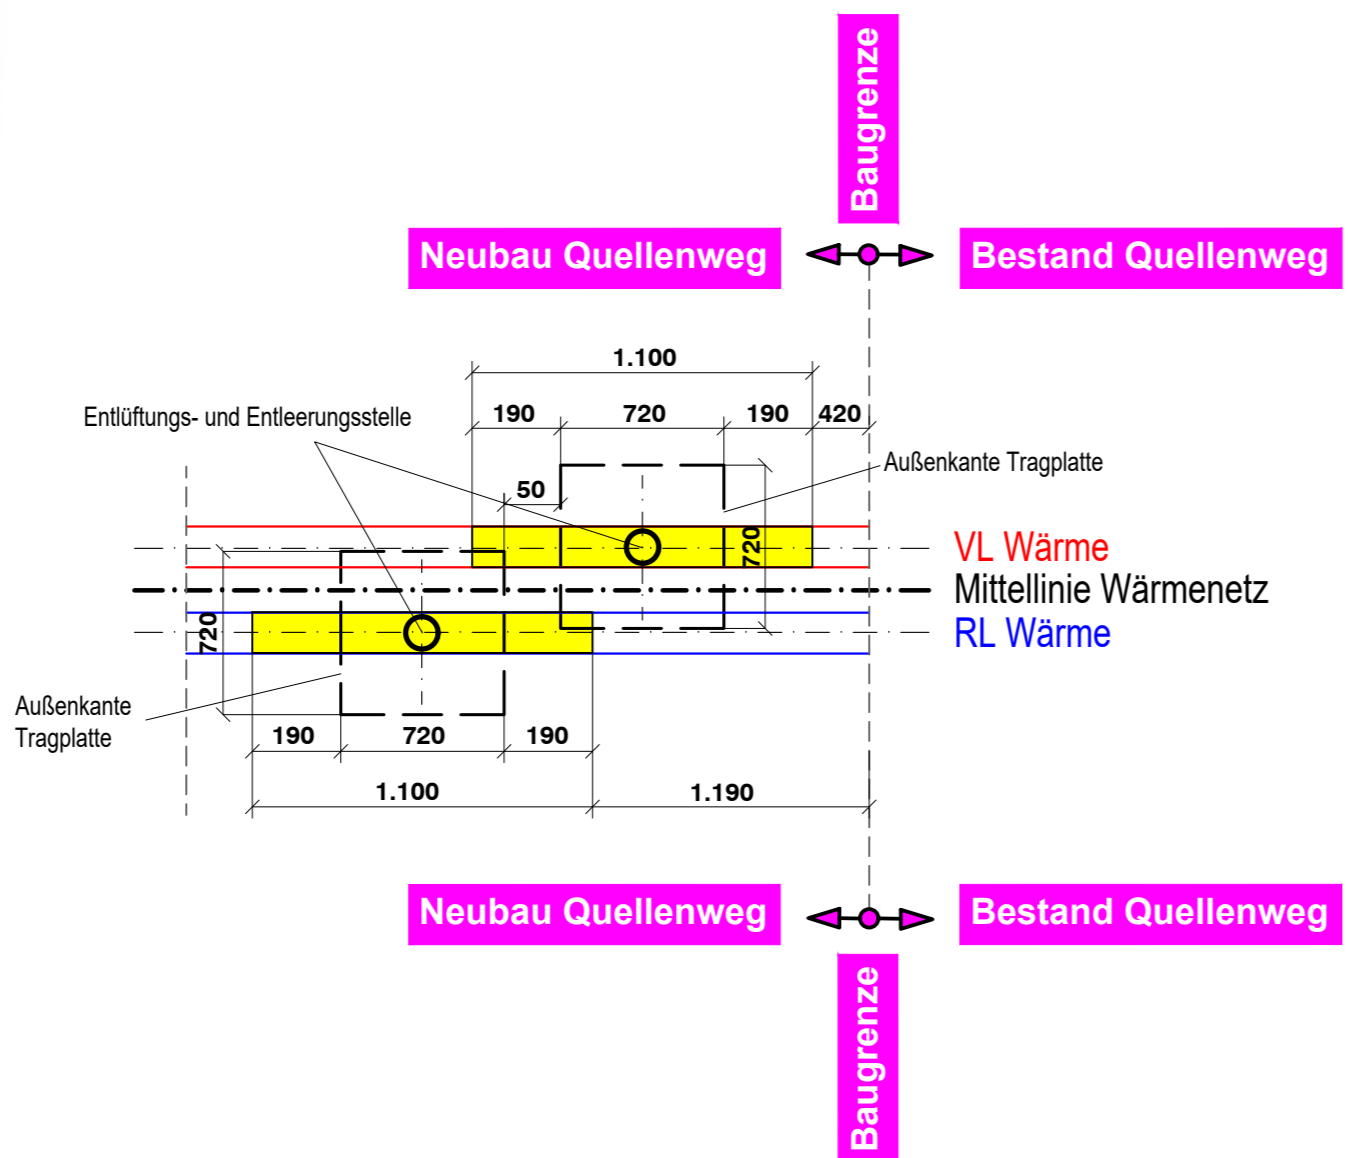 Baugrenze
Neubau Quellenweg
Bestand Quellenweg
1.100
190
720
190
420
Entlüftungs- und Entleerungsstelle
Außenkante Tragplatte
50
720
VL Wärme
Mittellinie Wärmenetz
RL Wärme
720
Außenkante
Tragplatte
190
720
190
1.100
1.190
Neubau Quellenweg
Bestand Quellenweg
Baugrenze